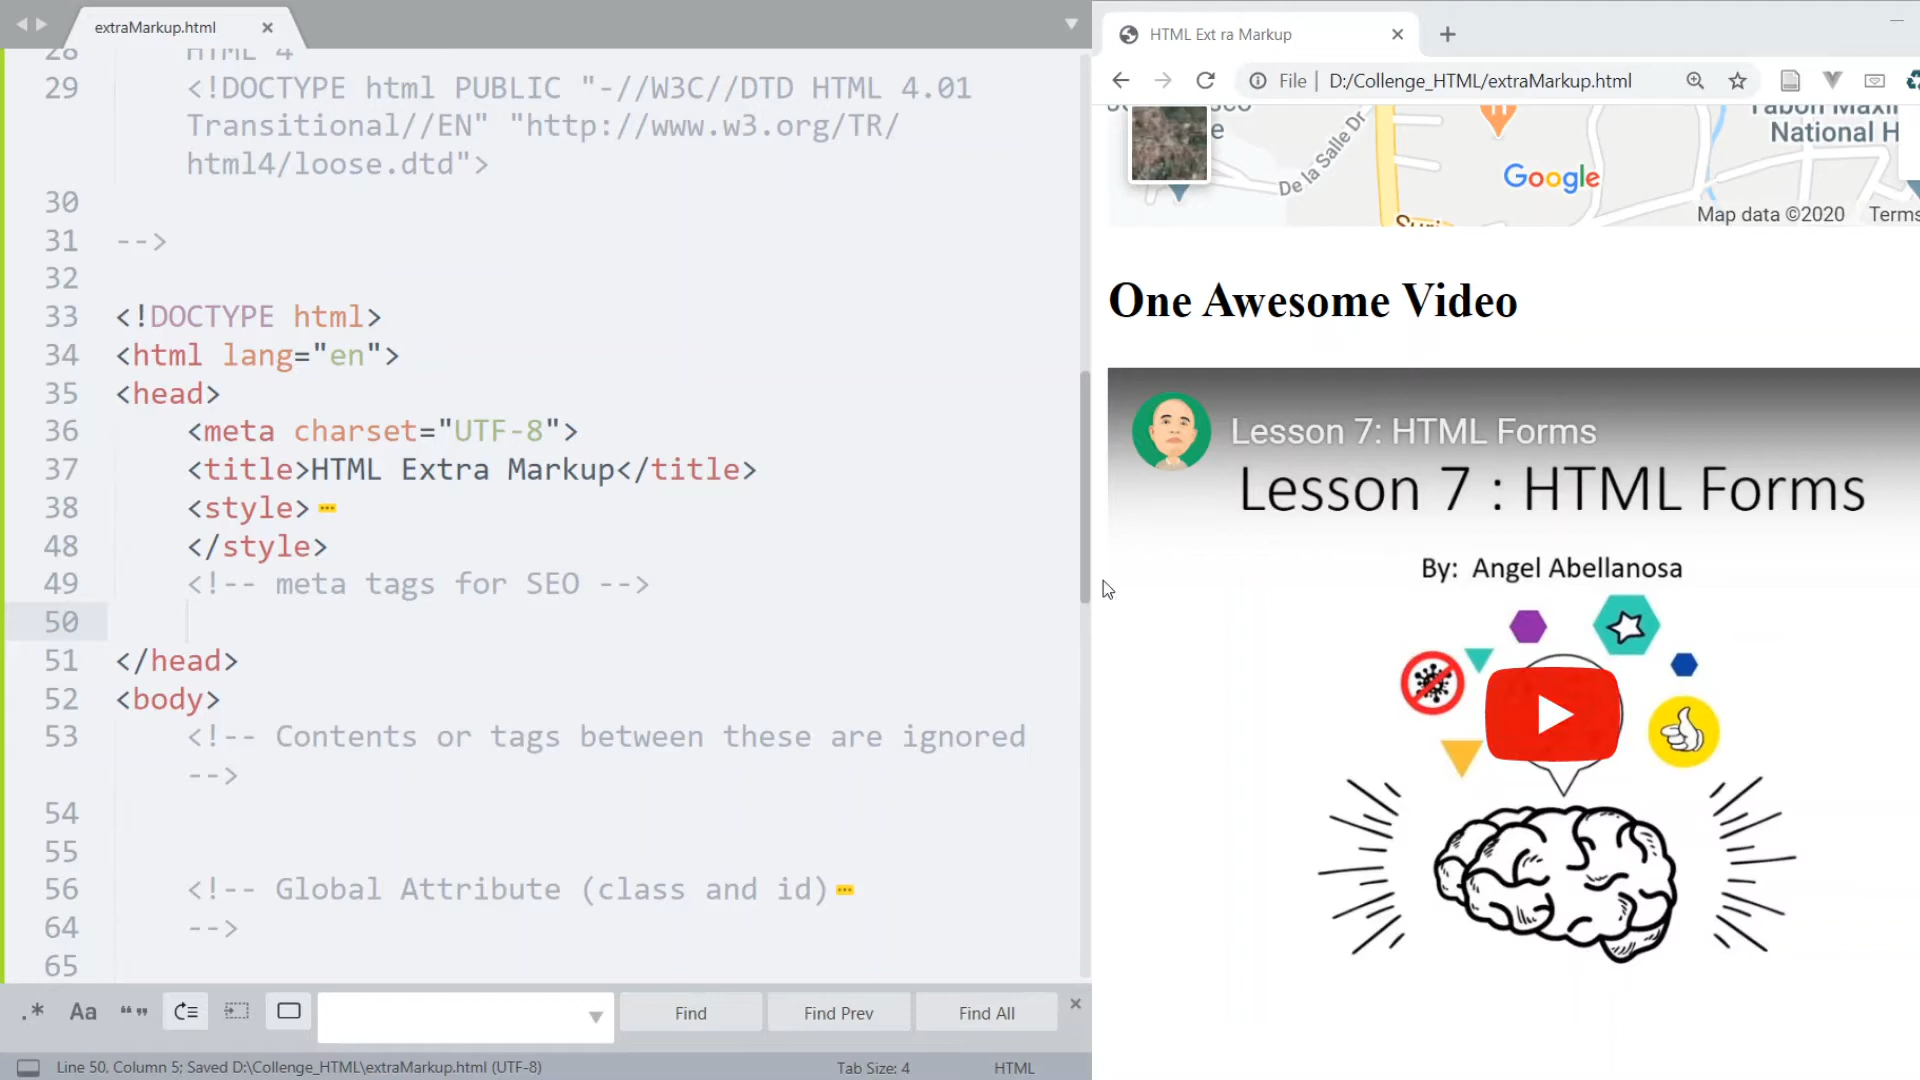 extraMarkup.html
28 HTML 4
29 <!DOCTYPE html PUBLIC "-//W3C//DTD HTML 4.01
Transitional//EN" "http://www.w3.org/TR/
html4/loose.dtd">
30
31 -->
32
33 <!DOCTYPE html>
34 <html lang="en">
35 <head>
36 <meta charset="UTF-8">
37 <title>HTML Extra Markup</title>
38 <style>
48 </style>
49 <!-- meta tags for SEO -->
50
51 </head>
52 <body>
53 <!-- Contents or tags between these are ignored
-->
54
55
56 <!-- Global Attribute (class and id)
64 -->
65
.* Aa “” Find Find Prev Find All
Line 50, Column 5; Saved D:\Collenge_HTML\extraMarkup.html (UTF-8) Tab Size: 4 HTML
HTML Ext ra Markup
File D:/Collenge_HTML/extraMarkup.html
De la Salle Dr
National H
Google
Map data ©2020 Terms
One Awesome Video
Lesson 7: HTML Forms
Lesson 7 : HTML Forms
By: Angel Abellanosa